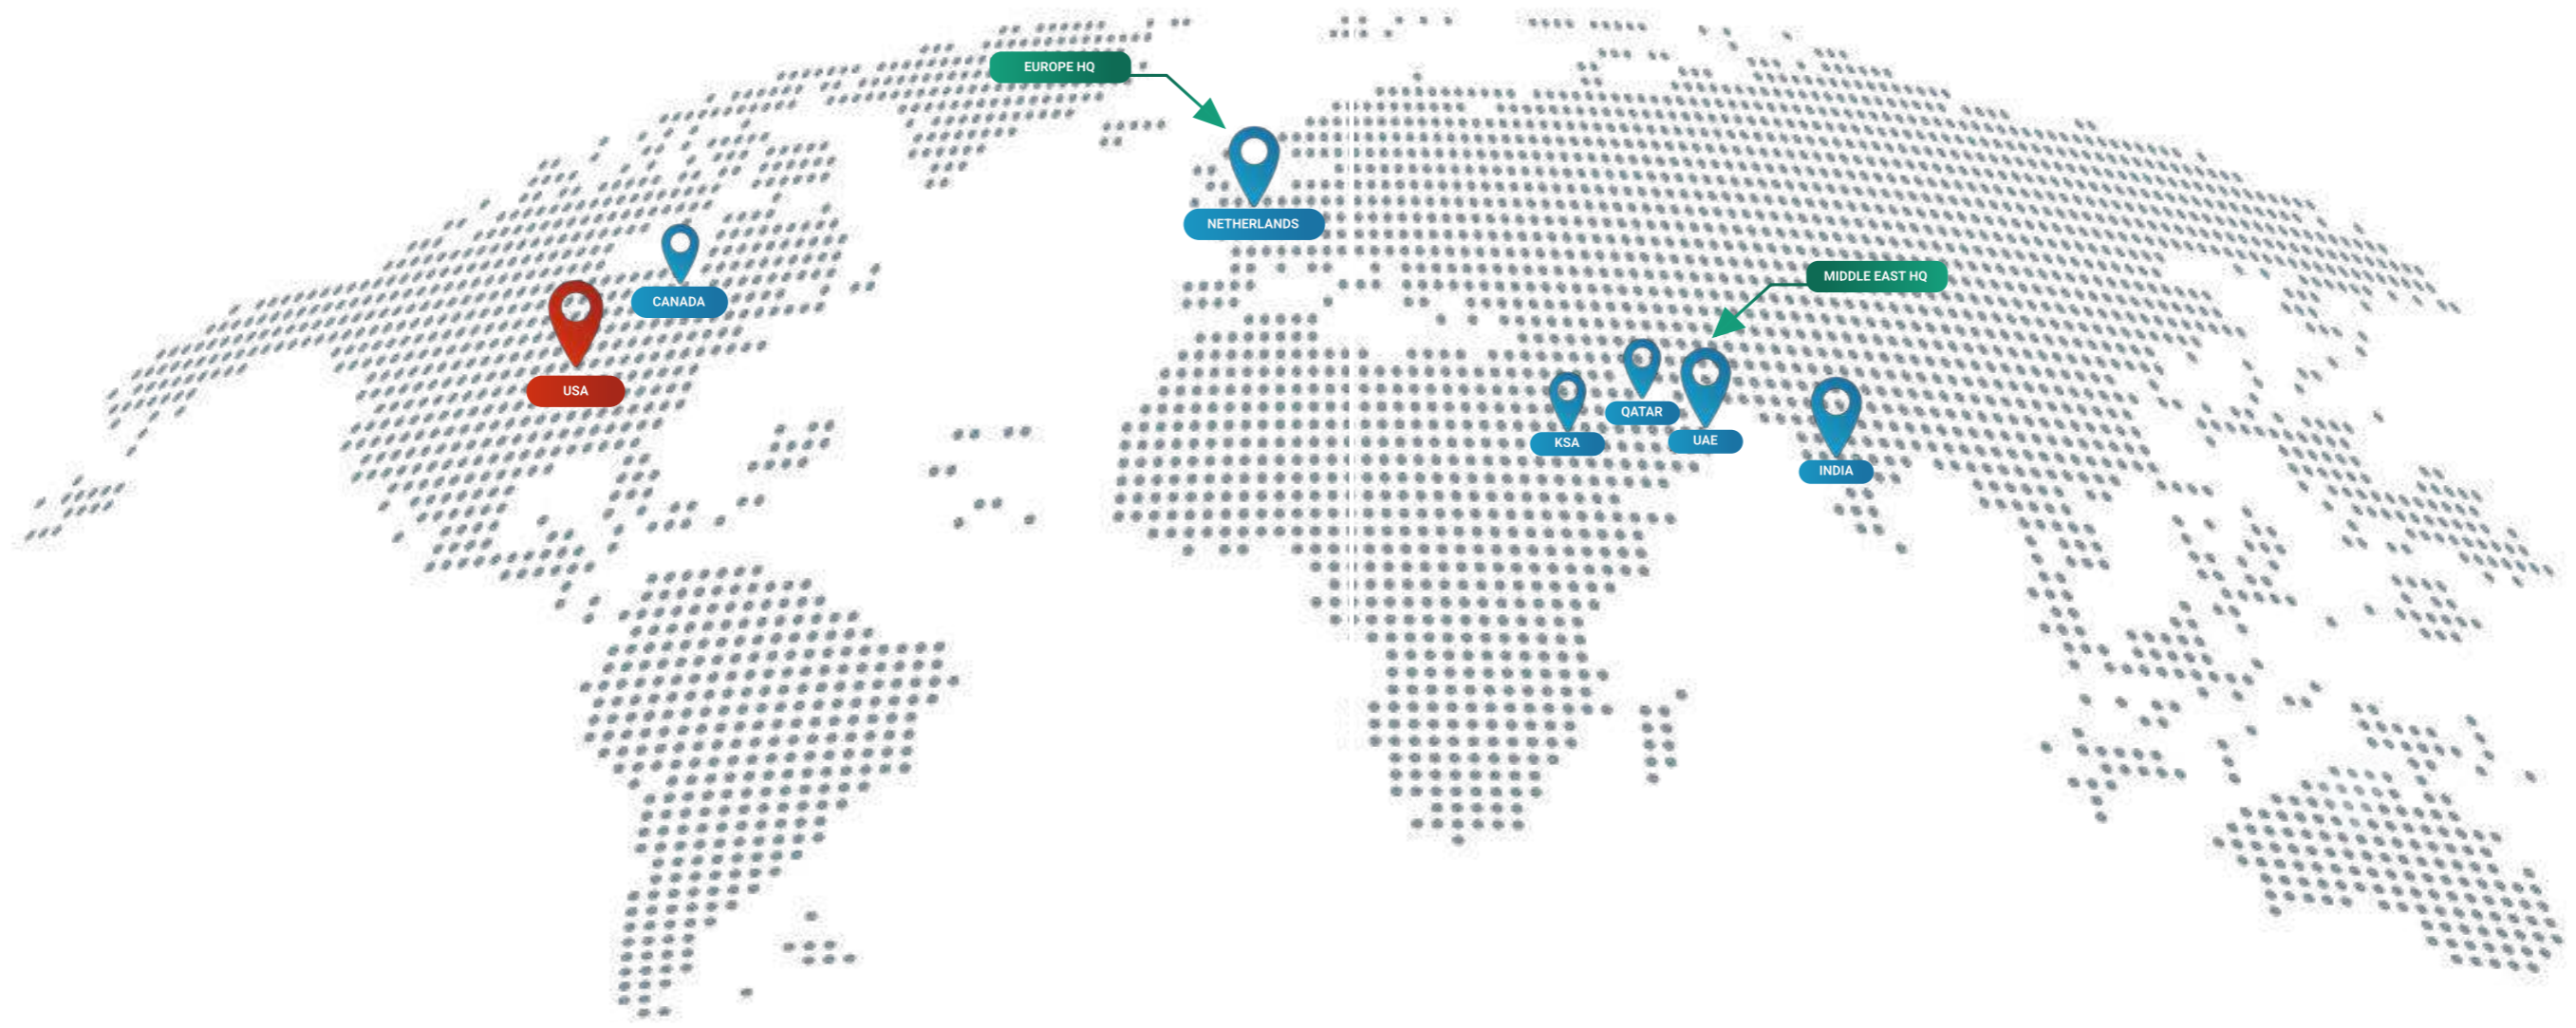 EUROPE HQ
NETHERLANDS
CANADA
MIDDLE EAST HQ
USA
QATAR
KSA
UAE
INDIA